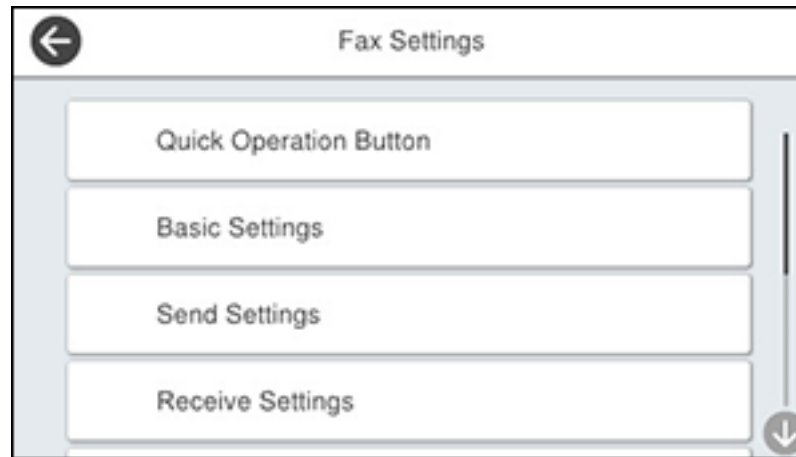 Fax Settings
Quick Operation Button
Basic Settings
Send Settings
Receive Settings